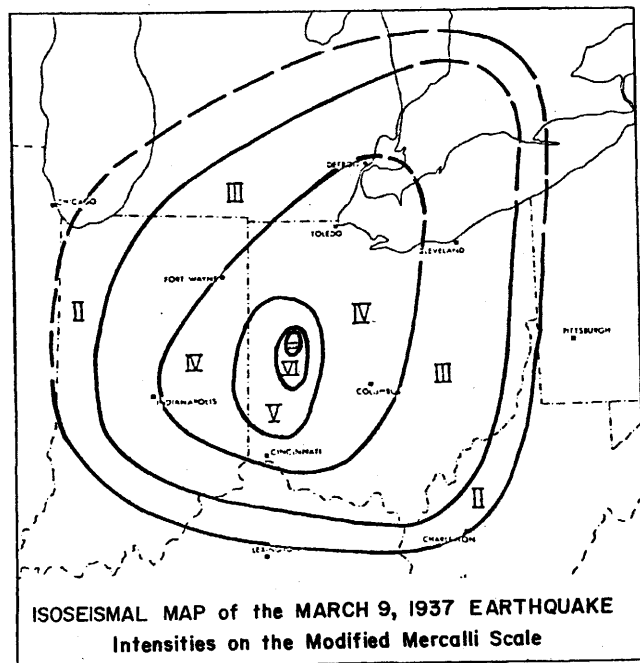 DETROIT
III
CHICAGO
TOLEDO
CLEVELAND
FORT WAYNE
II
IV
PITTSBURGH
VI
IV
III
COLUMBUS
INDIANAPOLIS
V
CINCINNATI
II
CHARLESTON
LEXINGTON
ISOSEISMAL MAP of the MARCH 9, 1937 EARTHQUAKE
Intensities on the Modified Mercalli Scale